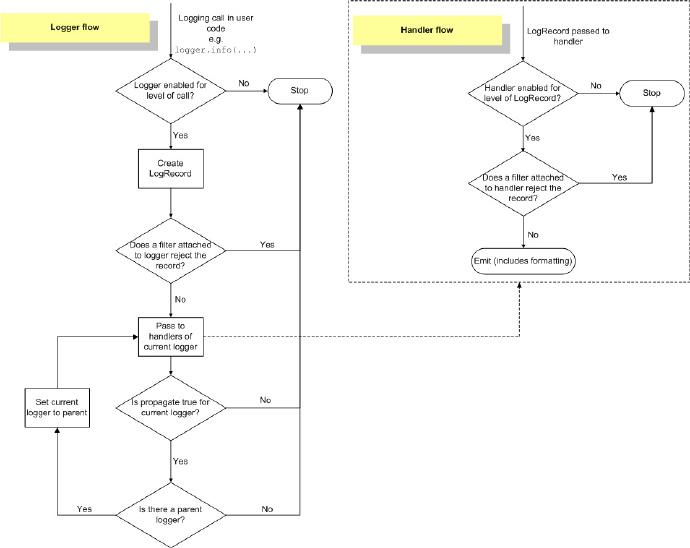 Logger flow
Logging call in user
code
e.g.
logger.info(...)
Logger enabled for
level of call?
No
Stop
Yes
Create
LogRecord
Does a filter attached
to logger reject the
record?
Yes
No
Pass to
handlers of
current logger
Set current
logger to parent
Is propagate true for
current logger?
No
Yes
Is there a parent
logger?
Yes
No
Handler flow
LogRecord passed to
handler
Handler enabled for
level of LogRecord?
No
Stop
Yes
Does a filter attached
to handler reject the
record?
Yes
No
Emit (includes formatting)